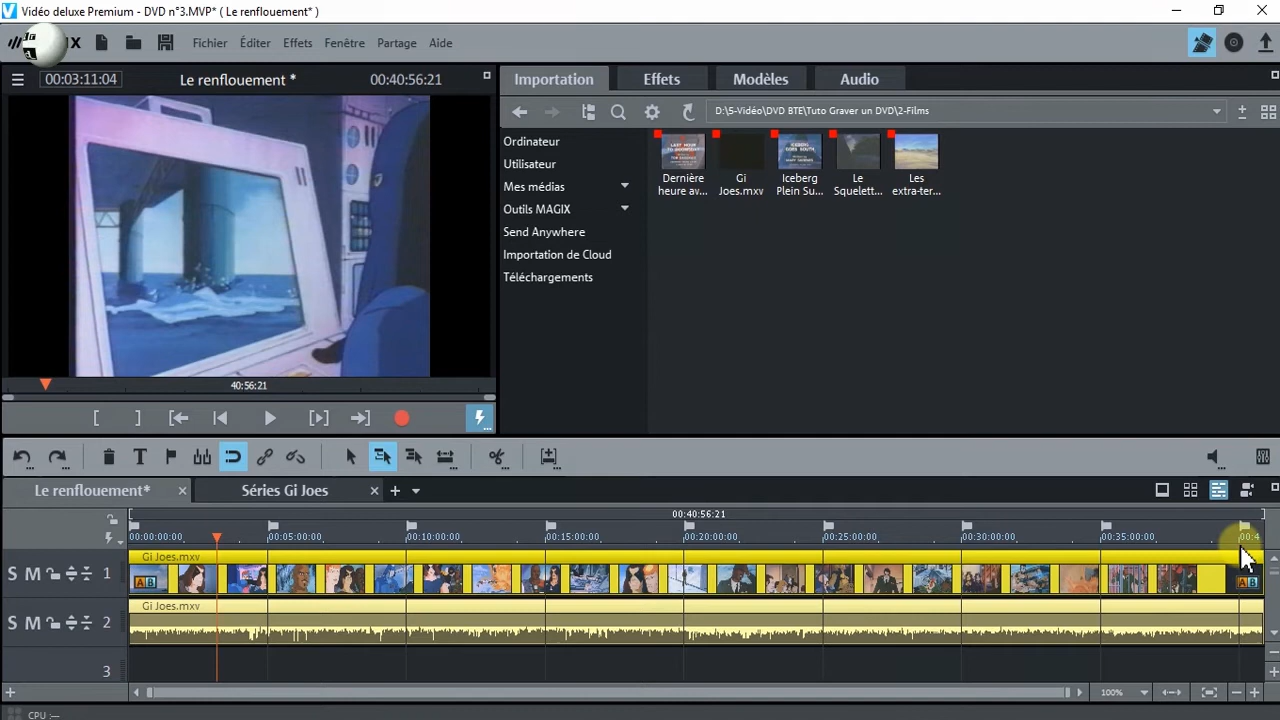 Vidéo deluxe Premium - DVD n°3.MVP* ( Le renflouement* )
Fichier Éditer Effets Fenêtre Partage Aide
00:03:11:04 Le renflouement * 00:40:56:21
Importation Effets Modèles Audio
D:\5-Vidéo\DVD BTE\Tuto Graver un DVD\2-Films
Ordinateur
Utilisateur
Mes médias
Outils MAGIX
Send Anywhere
Importation de Cloud
Téléchargements
Dernière heure av...
Gi Joes.mxv
Iceberg Plein Su...
Le Squelett...
Les extra-ter...
40:56:21
Le renflouement* Séries Gi Joes
00:40:56:21
00:00:00:00 00:05:00:00 00:10:00:00 00:15:00:00 00:20:00:00 00:25:00:00 00:30:00:00 00:35:00:00 00:4
Gi Joes.mxv
S M 1
AB AB
Gi Joes.mxv
S M 2
3
100%
CPU :--